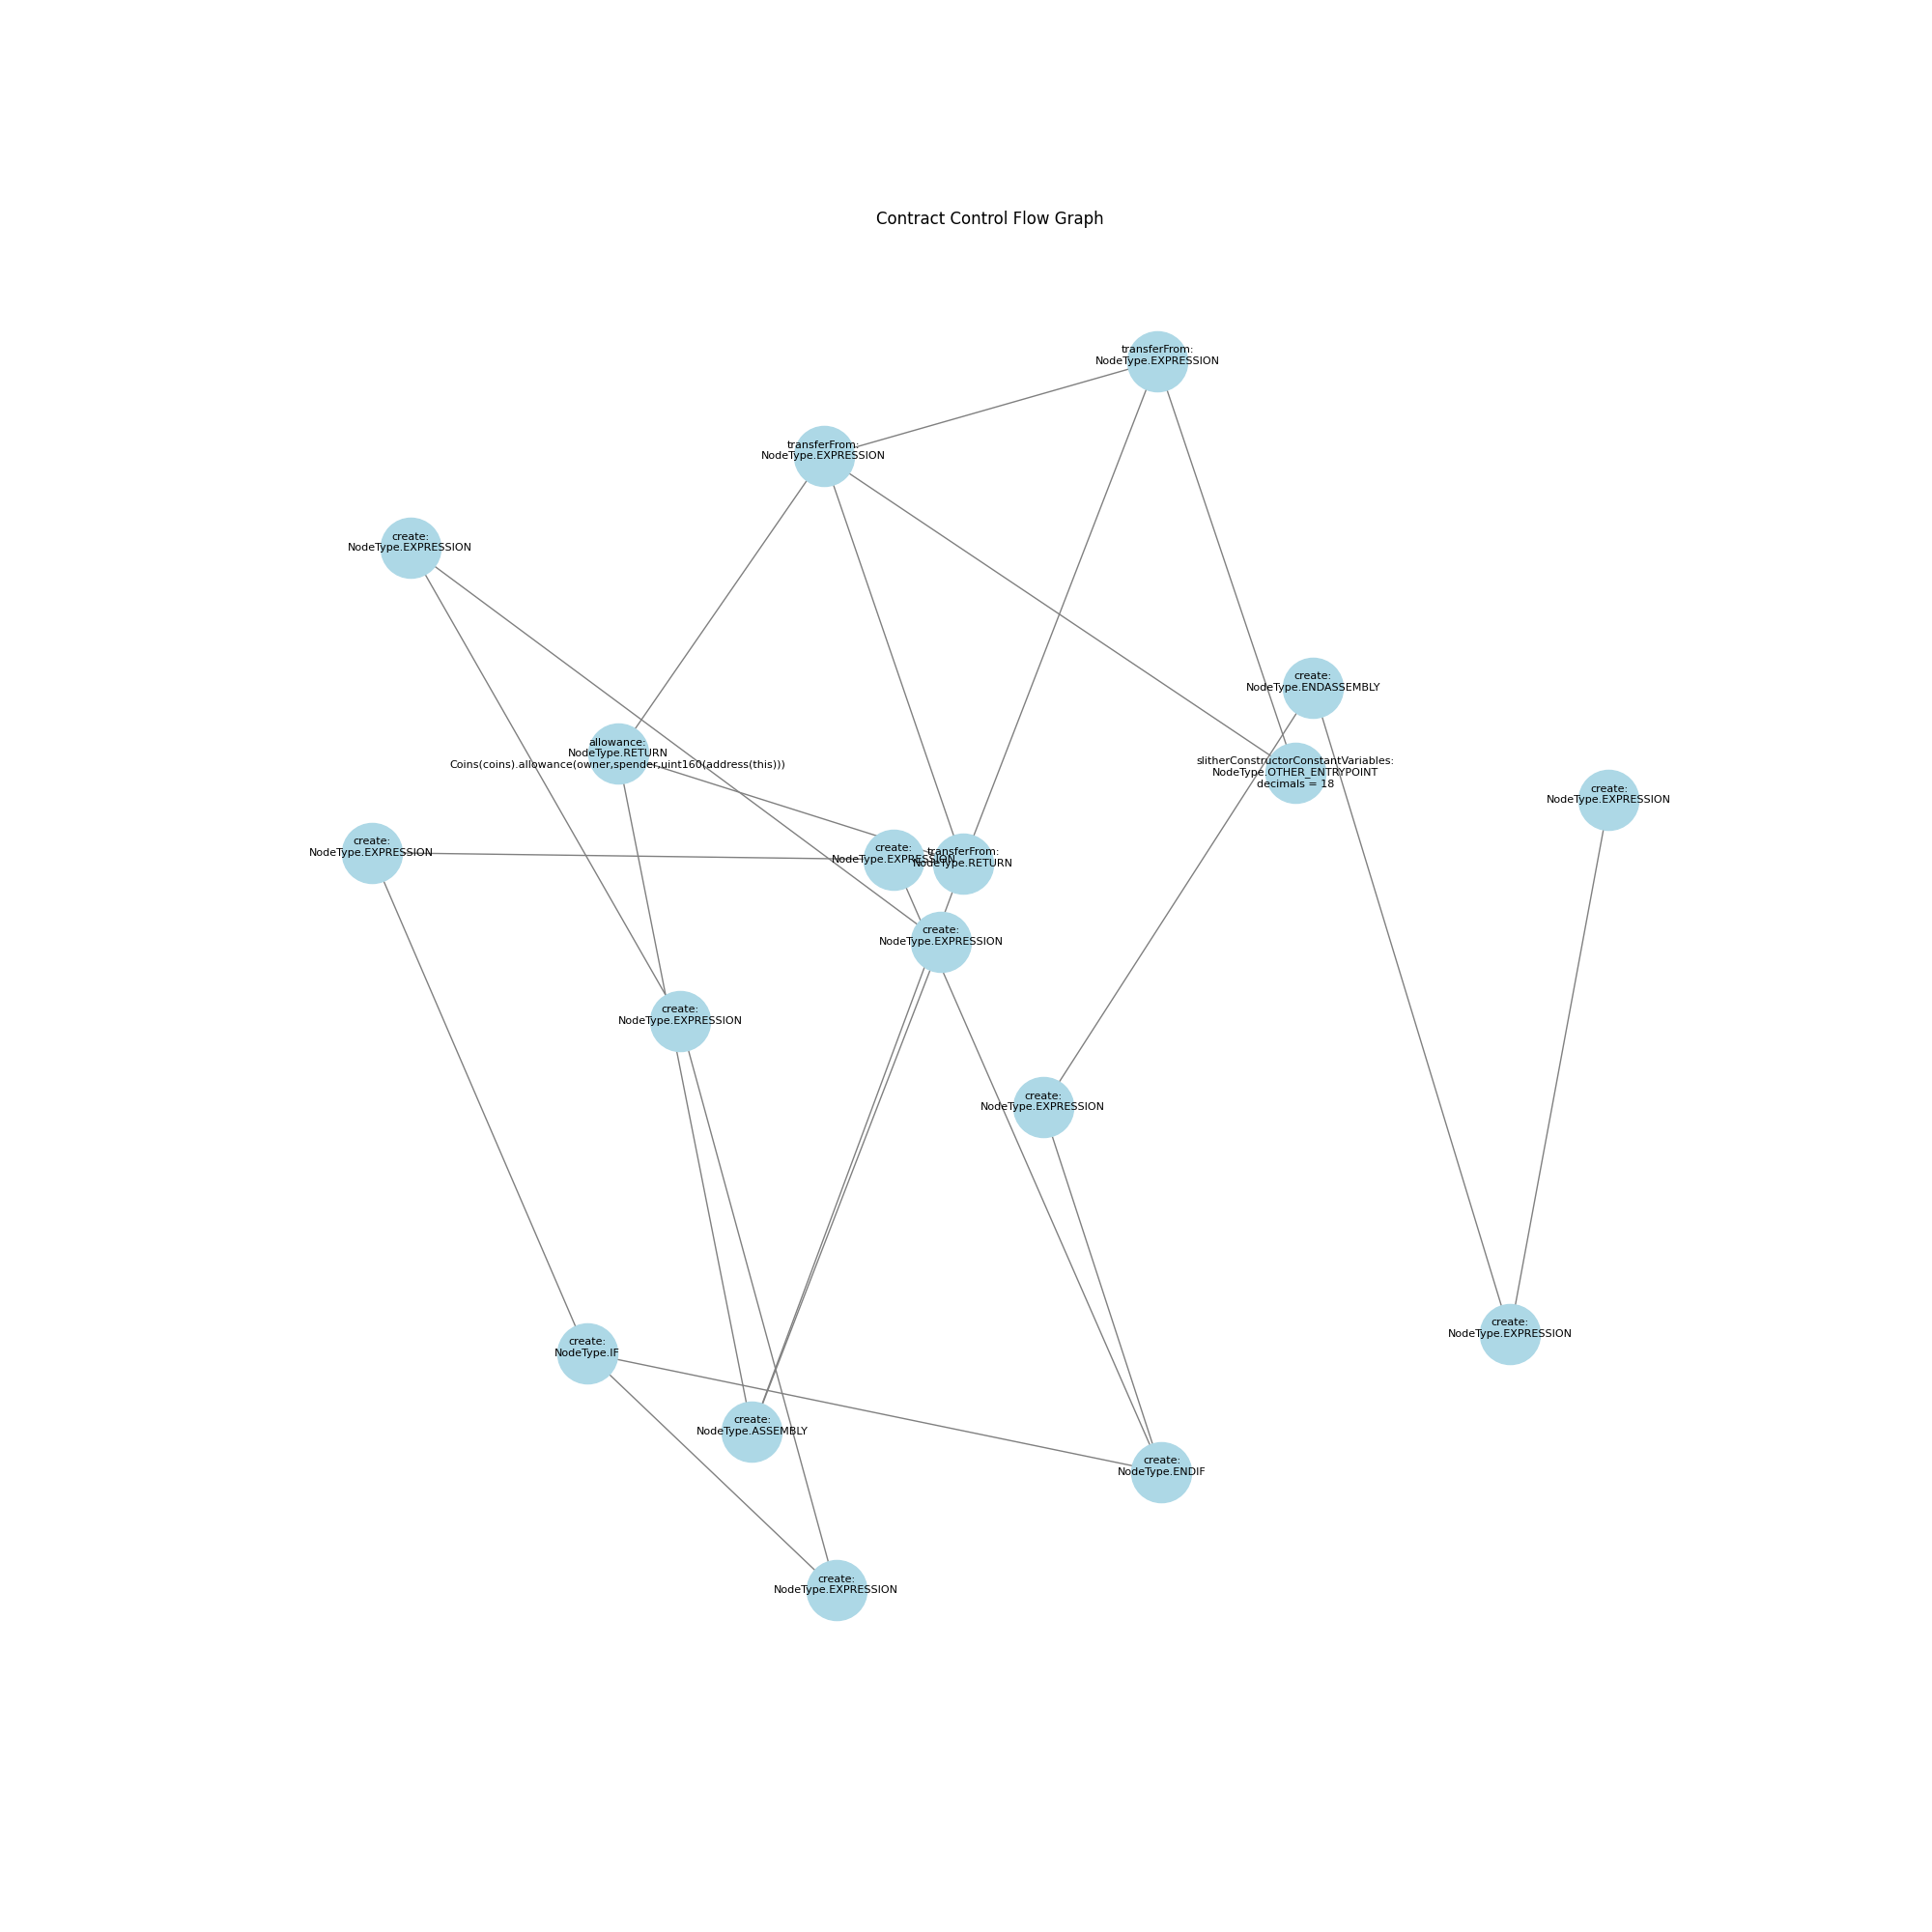 Contract Control Flow Graph
transferFrom:
NodeType.EXPRESSION
transferFrom:
NodeType.EXPRESSION
create:
NodeType.EXPRESSION
create:
NodeType.ENDASSEMBLY
allowance:
NodeType.RETURN
Coins(coins).allowance(owner,spender,uint160(address(this)))
slitherConstructorConstantVariables:
NodeType.OTHER_ENTRYPOINT
decimals = 18
create:
NodeType.EXPRESSION
create:
NodeType.EXPRESSION
create:
NodeType.EXPRESSION
transferFrom:
NodeType.RETURN
create:
NodeType.EXPRESSION
create:
NodeType.EXPRESSION
create:
NodeType.EXPRESSION
create:
NodeType.EXPRESSION
create:
NodeType.IF
create:
NodeType.ASSEMBLY
create:
NodeType.ENDIF
create:
NodeType.EXPRESSION